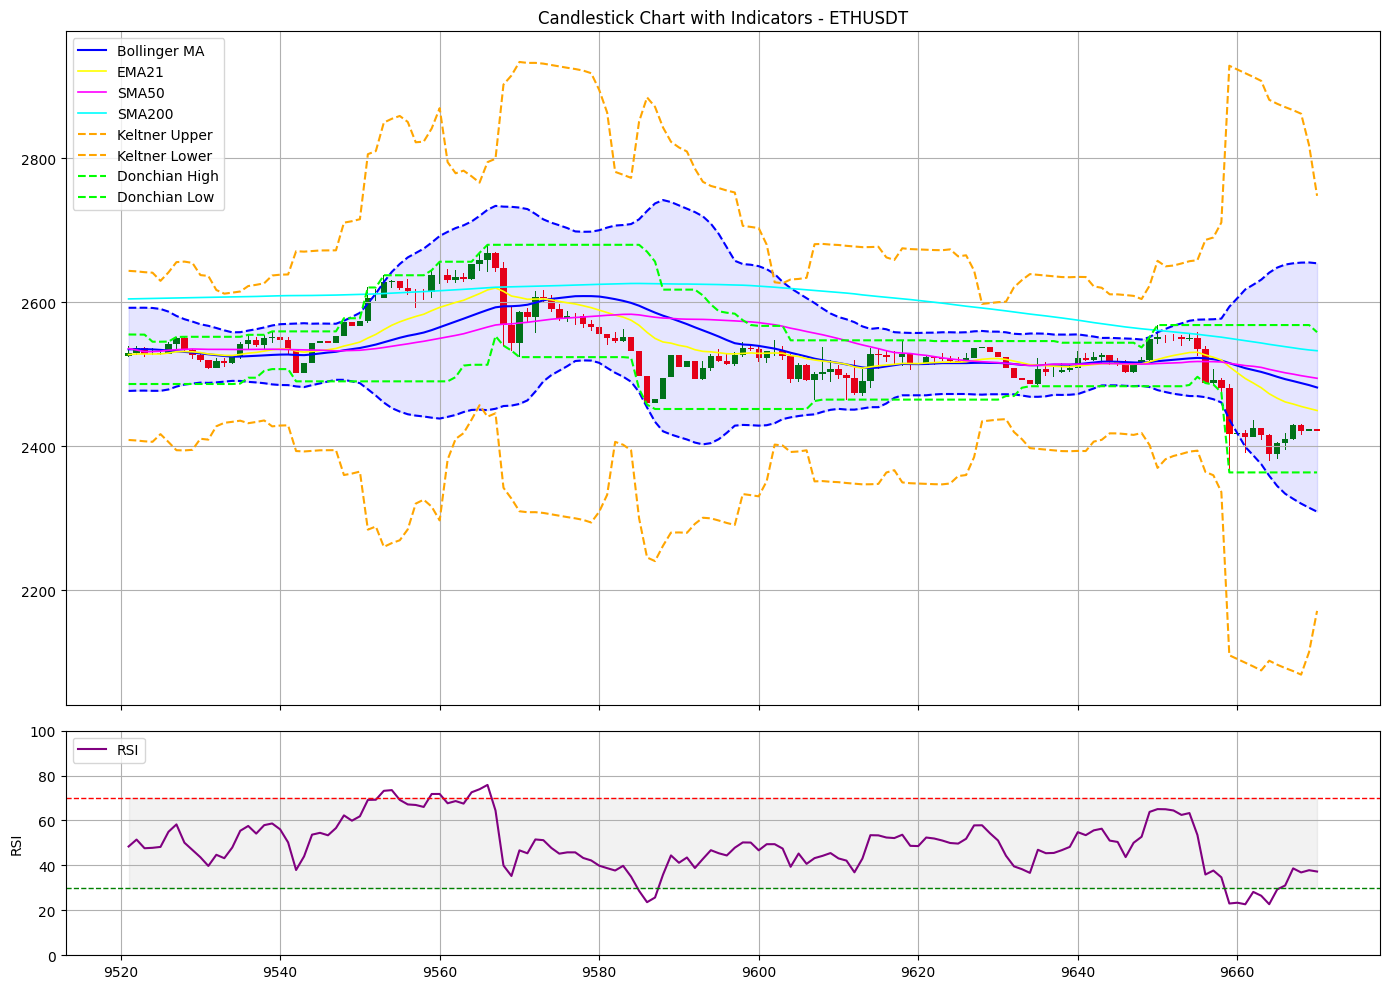 Candlestick Chart with Indicators - ETHUSDT
Bollinger MA
EMA21
SMA50
SMA200
Keltner Upper
Keltner Lower
Donchian High
Donchian Low
2800
2600
2400
2200
RSI
100
80
60
40
20
0
RSI
9520
9540
9560
9580
9600
9620
9640
9660